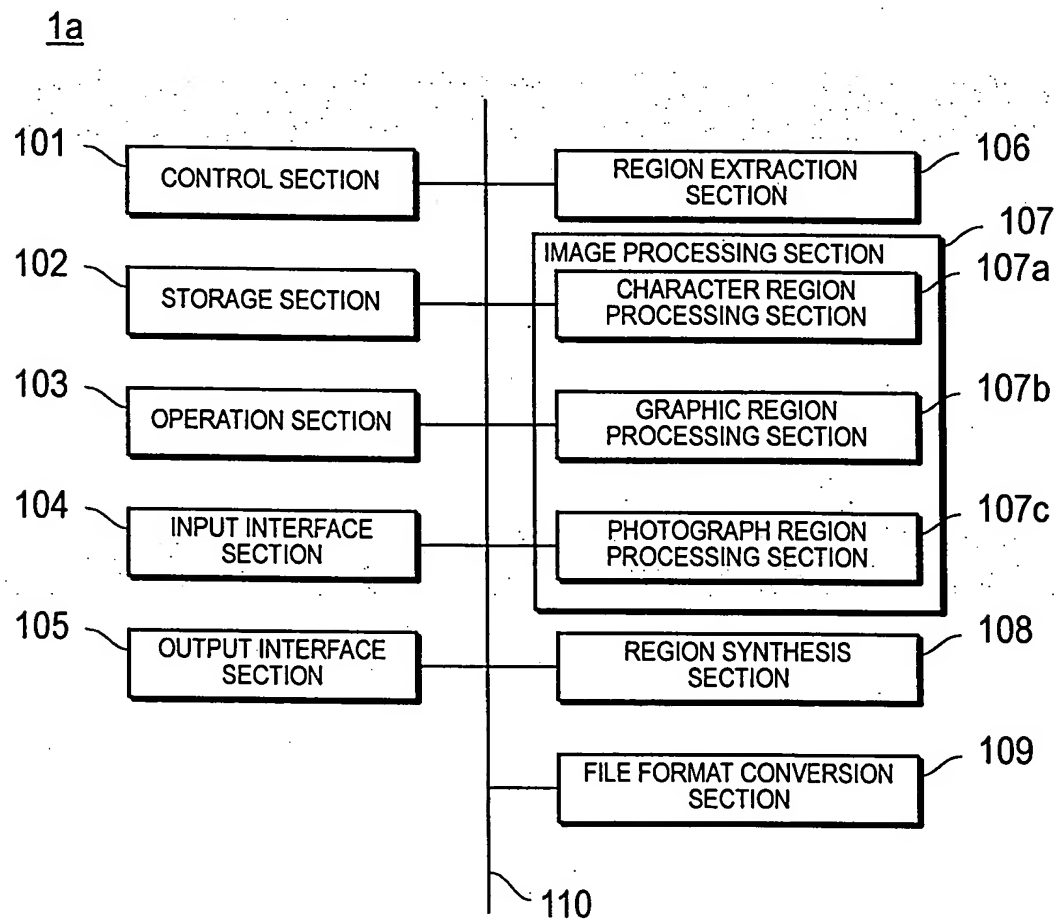 1a
101
CONTROL SECTION
REGION EXTRACTION
SECTION
106
107
IMAGE PROCESSING SECTION
102
STORAGE SECTION
CHARACTER REGION
PROCESSING SECTION
107a
103
OPERATION SECTION
GRAPHIC REGION
PROCESSING SECTION
107b
104
INPUT INTERFACE
SECTION
PHOTOGRAPH REGION
PROCESSING SECTION
107c
105
OUTPUT INTERFACE
SECTION
REGION SYNTHESIS
SECTION
108
FILE FORMAT CONVERSION
SECTION
109
110